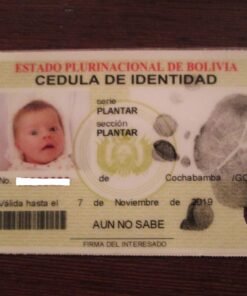 ESTADO PLURINACIONAL DE BOLIVIA
CEDULA DE IDENTIDAD
serie
PLANTAR
sección
PLANTAR
No. de Cochabamba /GO
Válida hasta el 7 de Noviembre de 2019
AUN NO SABE
FIRMA DEL INTERESADO